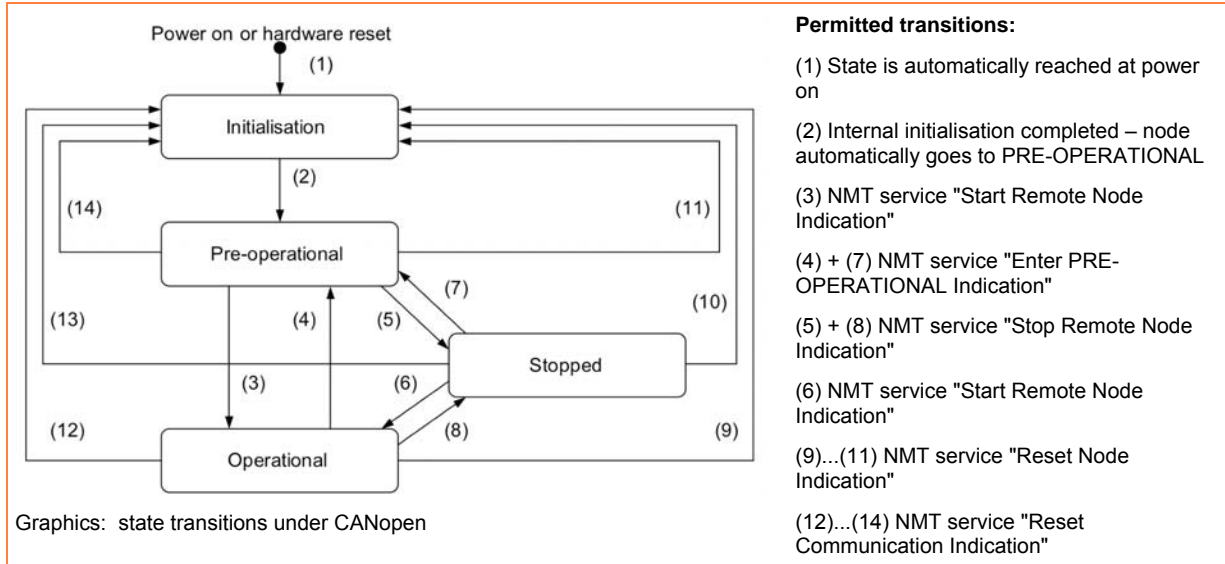 Power on or hardware reset
(1)
Initialisation
(2)
(14)
(11)
Pre-operational
(7)
(13)
(4)
(5)
(10)
Stopped
(3)
(6)
(12)
(8)
(9)
Operational
Graphics: state transitions under CANopen
Permitted transitions:
(1) State is automatically reached at power
on
(2) Internal initialisation completed – node
automatically goes to PRE-OPERATIONAL
(3) NMT service "Start Remote Node
Indication"
(4) + (7) NMT service "Enter PRE-
OPERATIONAL Indication"
(5) + (8) NMT service "Stop Remote Node
Indication"
(6) NMT service "Start Remote Node
Indication"
(9)...(11) NMT service "Reset Node
Indication"
(12)...(14) NMT service "Reset
Communication Indication"